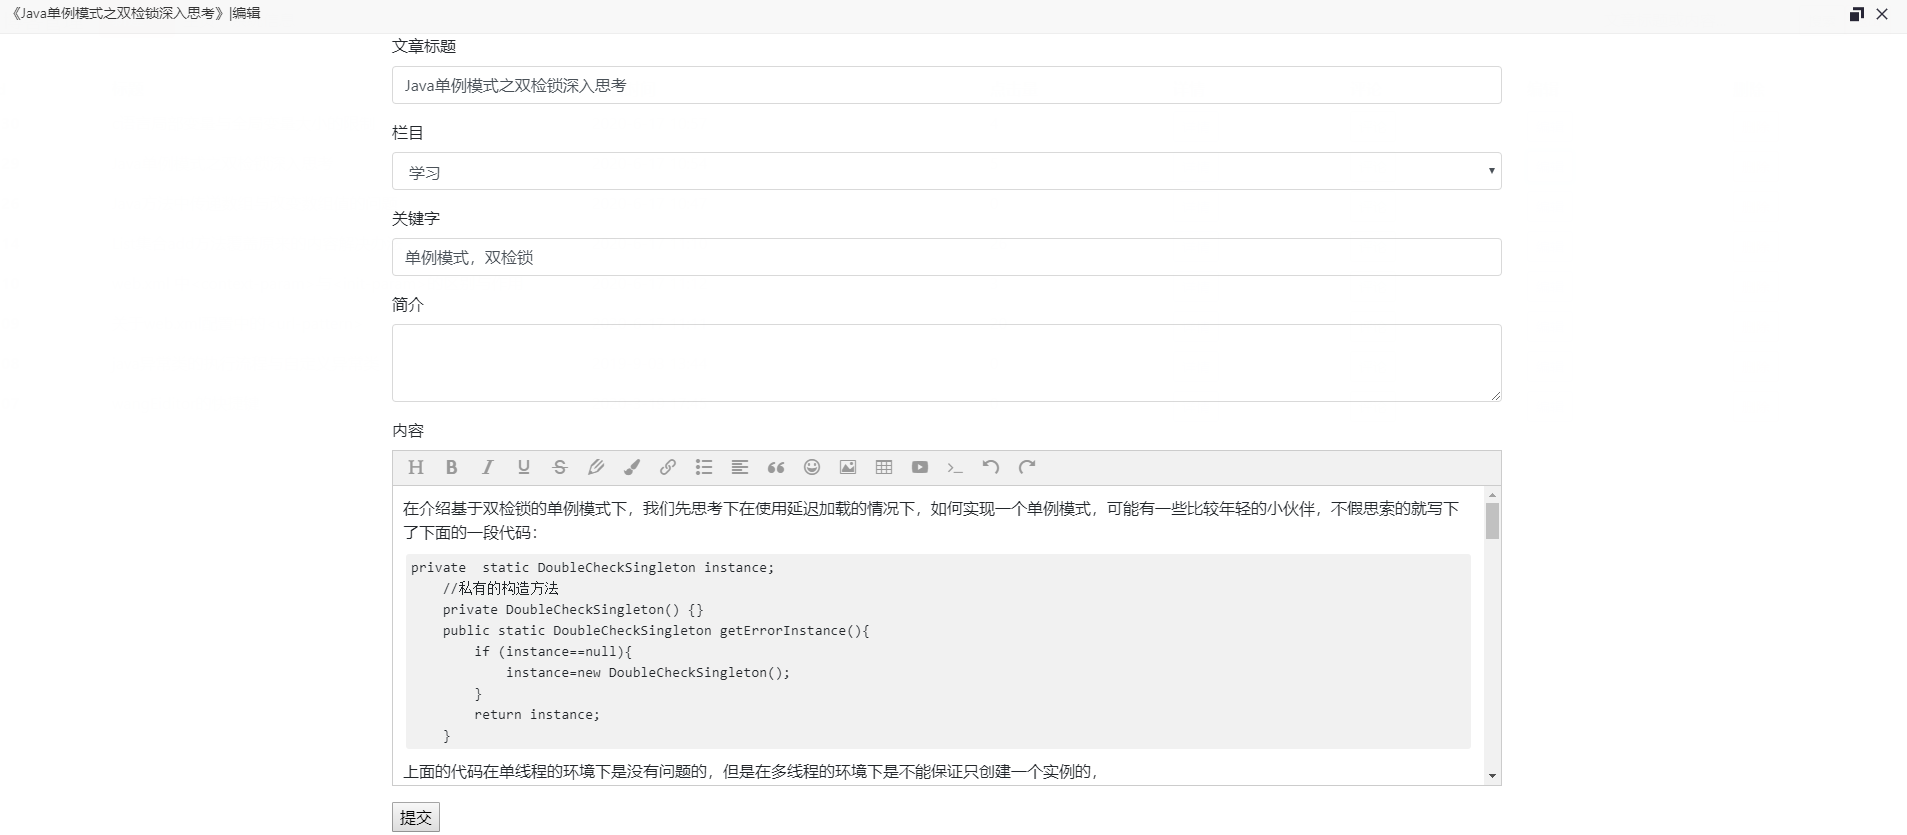 《Java单例模式之双检锁深入思考》|编辑
文章标题
Java单例模式之双检锁深入思考
栏目
学习
关键字
单例模式，双检锁
简介
内容
在介绍基于双检锁的单例模式下，我们先思考下在使用延迟加载的情况下，如何实现一个单例模式，可能有一些比较年轻的小伙伴，不假思索的就写下
了下面的一段代码：
private  static DoubleCheckSingleton instance;
    //私有的构造方法
    private DoubleCheckSingleton() {}
    public static DoubleCheckSingleton getErrorInstance(){
        if (instance==null){
            instance=new DoubleCheckSingleton();
        }
        return instance;
    }
上面的代码在单线程的环境下是没有问题的，但是在多线程的环境下是不能保证只创建一个实例的，
提交